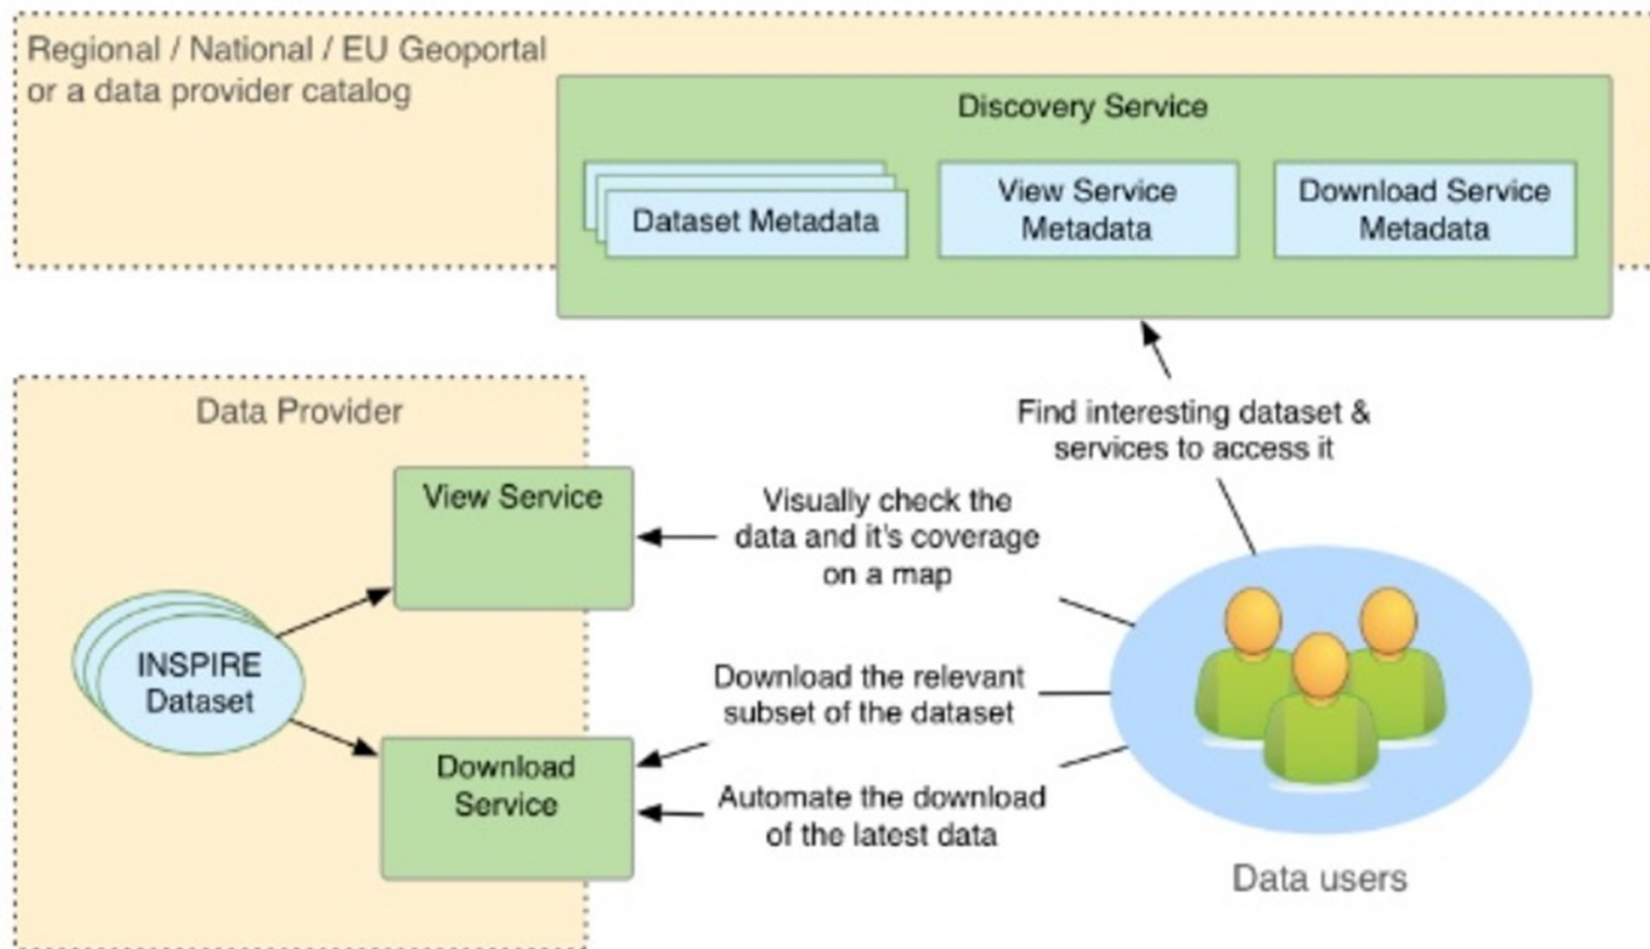 Regional / National / EU Geoportal
or a data provider catalog
Discovery Service
Dataset Metadata
View Service
Metadata
Download Service
Metadata
Find interesting dataset &
services to access it
Data Provider
View Service
Visually check the
data and it's coverage
on a map
INSPIRE
Dataset
Download the relevant
subset of the dataset
Download
Service
Automate the download
of the latest data
Data users